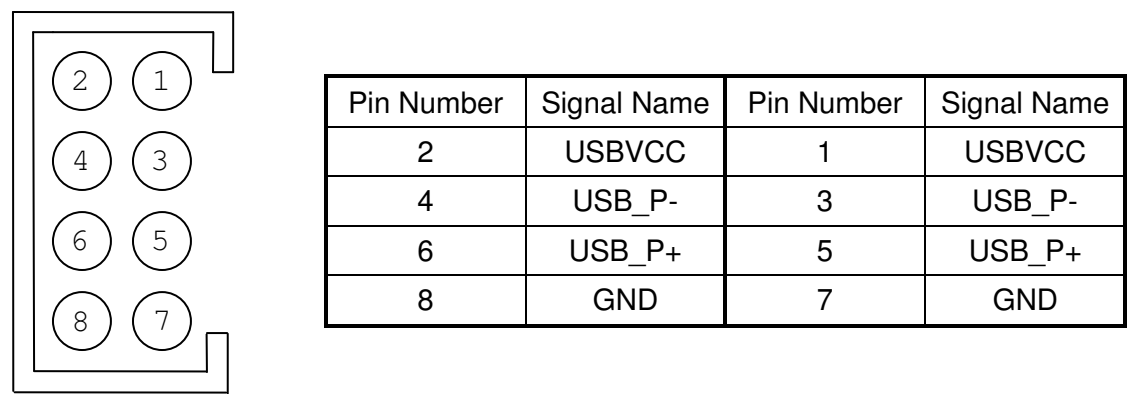 2 1
4 3
6 5
8 7
Pin Number Signal Name Pin Number Signal Name
2 USBVCC 1 USBVCC
4 USB_P- 3 USB_P-
6 USB_P+ 5 USB_P+
8 GND 7 GND